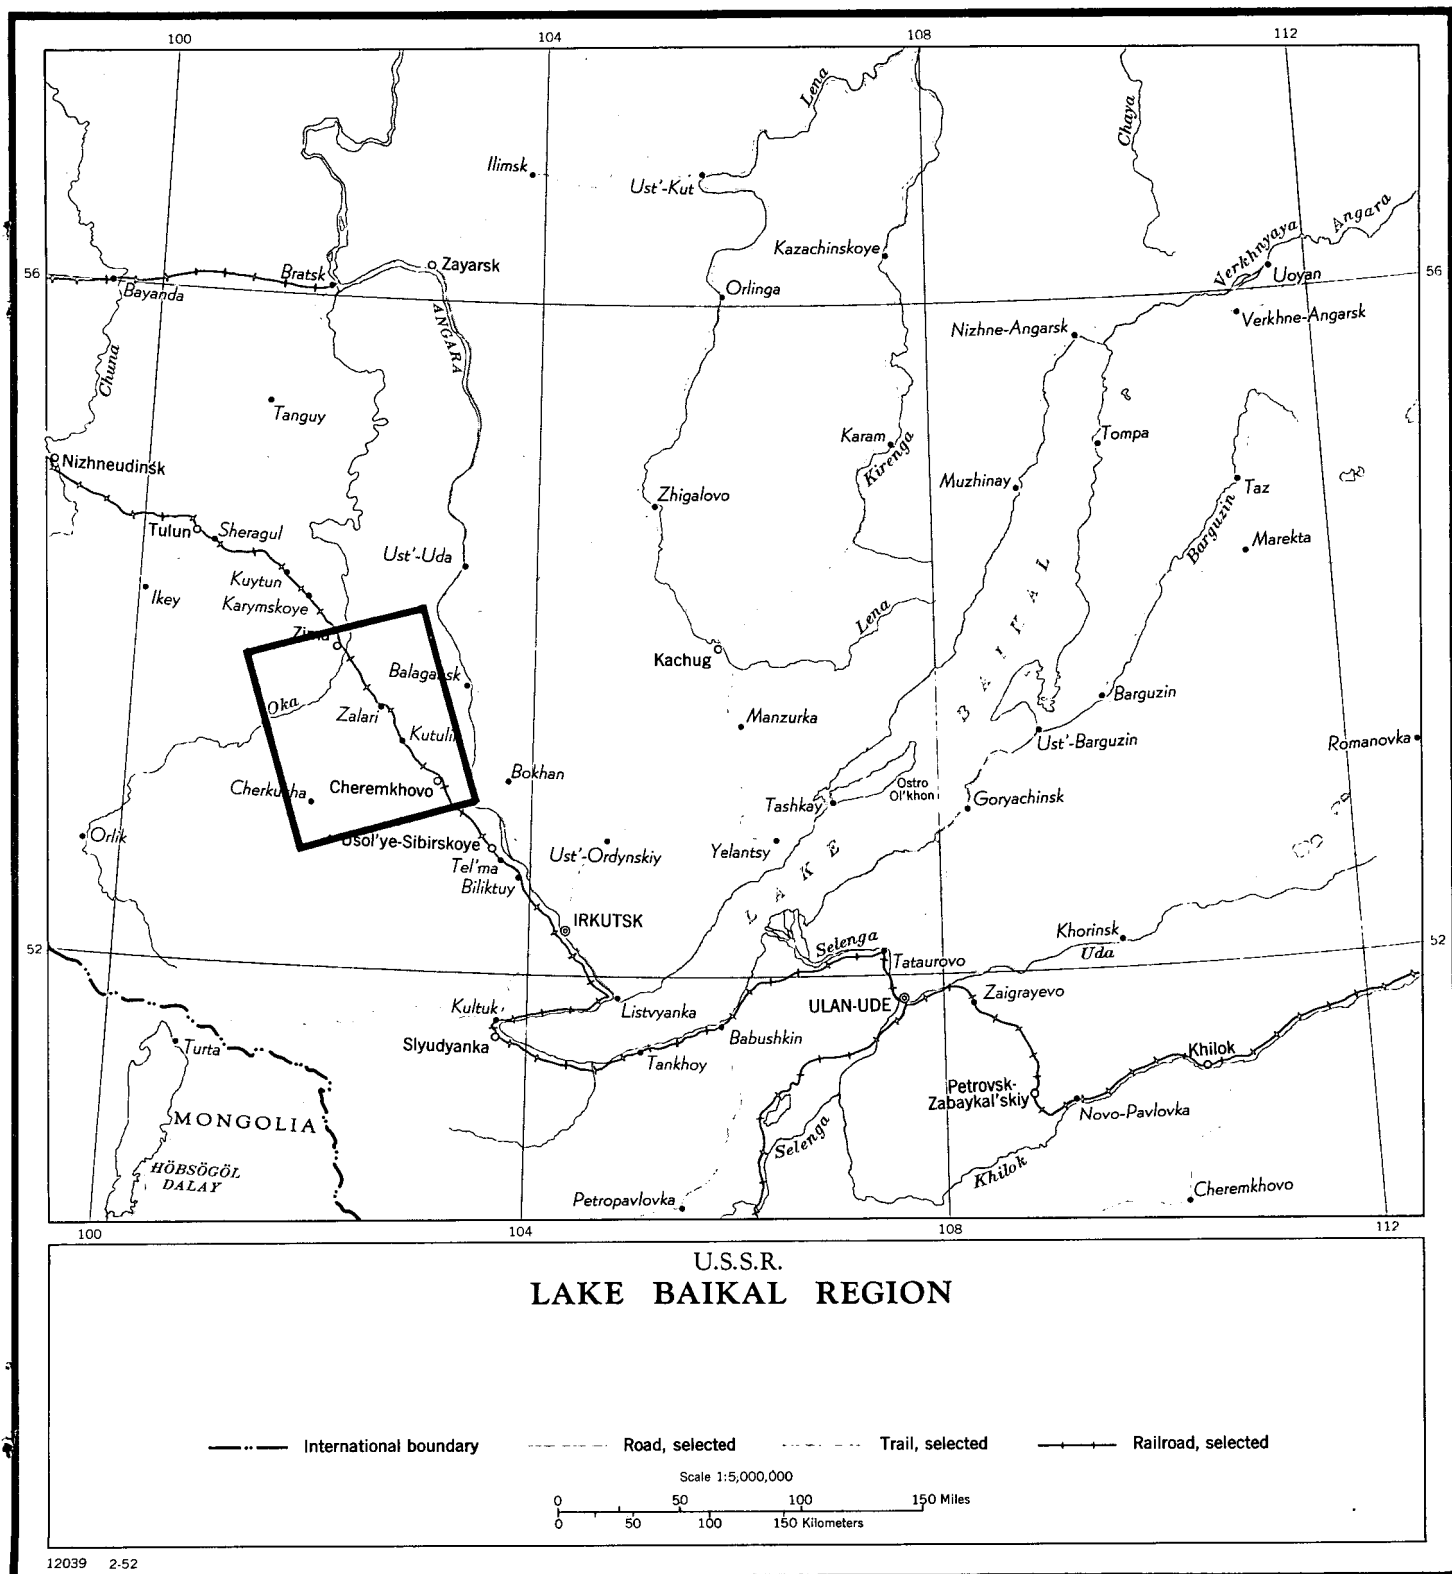 100 104 108 112
Lena
Chaya
Ilimsk
Ust'-Kut
Angara
Verkhnyaya
Kazachinskoye
56 Bratsk Zayarsk 56
Bayanda
Uoyan
Orlinga
ANGARA
Verkhne-Angarsk
Nizhne-Angarsk
Chuna
Tanguy
Karam
Kirenga
Tompa
Nizhneudinsk
Muzhinay
Taz
Zhigalovo
Barguzin
Tulun
Sheragul
Marekta
Ust'-Uda
Kuytun
Ikey
Karymskoye
Lena
Zima
Kachug
Balagansk
Oka
Barguzin
Zalari
Manzurka
Kutulik
Ust'-Barguzin
Romanovka
LAKE BAIKAL
Bokhan
Cherkutha
Cheremkhovo
Ostro
Ol'khon
Tashkay
Goryachinsk
Orlik
Usol'ye-Sibirskoye
Ust'-Ordynskiy
Yelantsy
Tel'ma
Biliktuy
IRKUTSK
Khorinsk
Selenga
Uda
52 52
Tataurovo
Kultuk
Listvyanka
ULAN-UDE
Zaigrayevo
Slyudyanka
Babushkin
Turta
Tankhoy
Khilok
Petrovsk-
Zabaykal'skiy
Novo-Pavlovka
MONGOLIA
Selenga
HÖBSÖGÖL
DALAY
Khilok
Petropavlovka
Cheremkhovo
100 104 108 112
U.S.S.R.
LAKE BAIKAL REGION
International boundary Road, selected Trail, selected Railroad, selected
Scale 1:5,000,000
0 50 100 150 Miles
0 50 100 150 Kilometers
12039 2-52